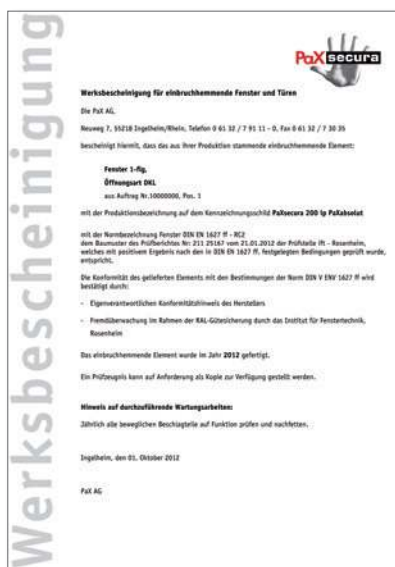 Werksbescheinigung
PaX secura
Werksbescheinigung für einbruchhemmende Fenster und Türen
Die PaX AG,
Neuweg 7, 55218 Ingelheim/Rhein, Telefon 0 61 32 / 7 91 11 - 0, Fax 0 61 32 / 7 30 35
bescheinigt hiermit, dass das aus ihrer Produktion stammende einbruchhemmende Element:
Fenster 1-flg,
Öffnungsart DKL
aus Auftrag Nr.10000000, Pos. 1
mit der Produktionsbezeichnung auf dem Kennzeichnungsschild PaXsecura 200 Ip PaXabsolut
mit der Normbezeichnung Fenster DIN EN 1627 ff - RC2
dem Baumuster des Prüfberichtes Nr: 211 25167 vom 21.01.2012 der Prüfstelle ift - Rosenheim,
welches mit positivem Ergebnis nach den in DIN EN 1627 ff, festgelegten Bedingungen geprüft wurde,
entspricht.
Die Konformität des gelieferten Elements mit den Bestimmungen der Norm DIN V ENV 1627 ff wird
bestätigt durch:
- Eigenverantwortlichen Konformitätshinweis des Herstellers
- Fremdüberwachung im Rahmen der RAL-Gütesicherung durch das Institut für Fenstertechnik,
Rosenheim
Das einbruchhemmende Element wurde im Jahr 2012 gefertigt.
Ein Prüfzeugnis kann auf Anforderung als Kopie zur Verfügung gestellt werden.
Hinweis auf durchzuführende Wartungsarbeiten:
Jährlich alle beweglichen Beschlagteile auf Funktion prüfen und nachfetten.
Ingelheim, den 01. Oktober 2012
PaX AG